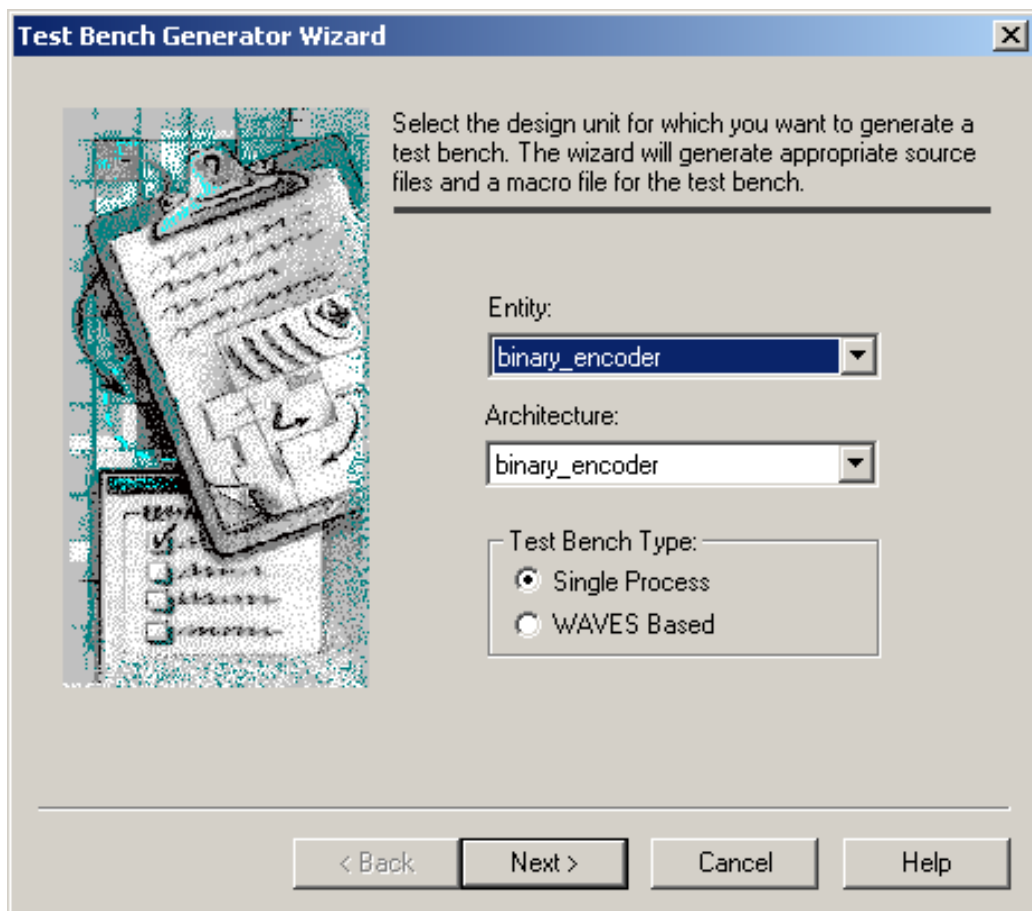 Test Bench Generator Wizard
Select the design unit for which you want to generate a
test bench. The wizard will generate appropriate source
files and a macro file for the test bench.
Entity:
binary_encoder
Architecture:
binary_encoder
Test Bench Type:
Single Process
WAVES Based
< Back Next > Cancel Help